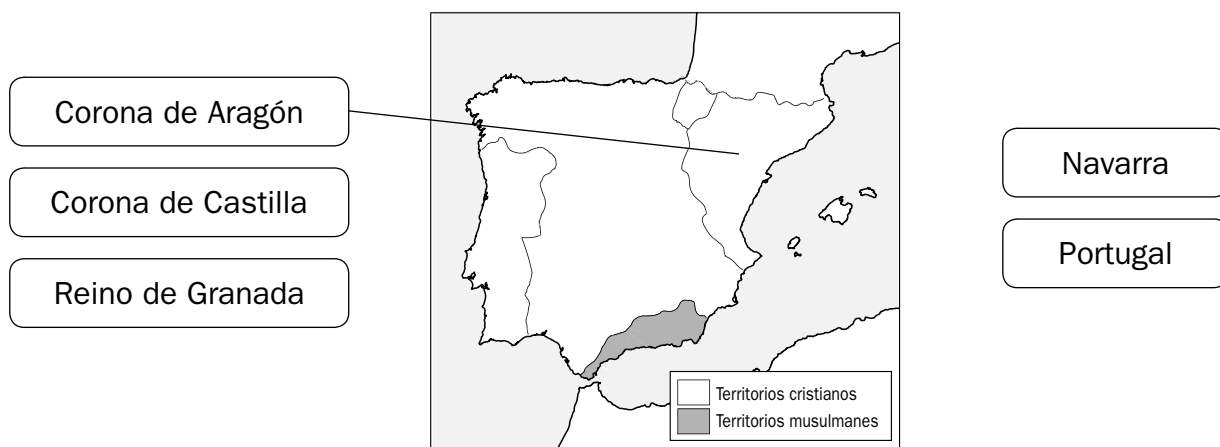 Corona de Aragón
Corona de Castilla
Reino de Granada
Navarra
Portugal
Territorios cristianos
Territorios musulmanes